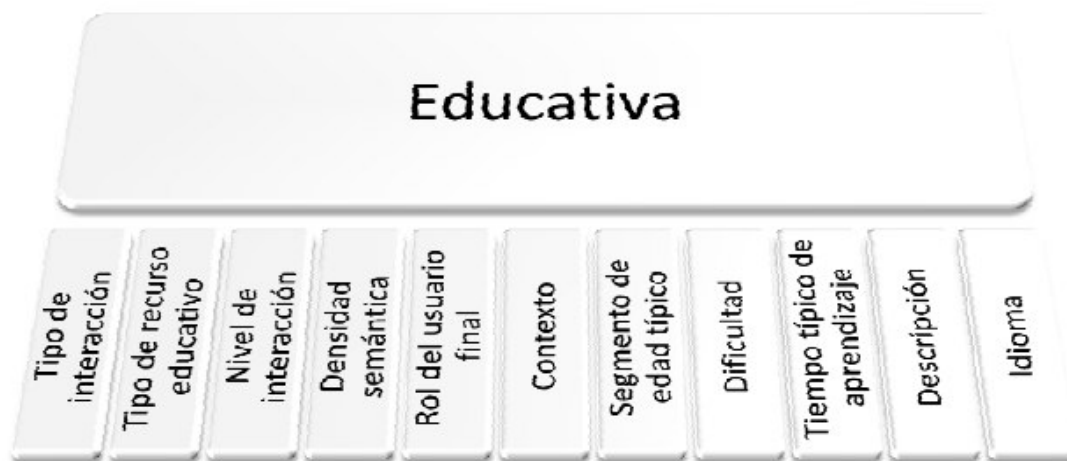 Educativa
Tipo de
interacción
Tipo de recurso
educativo
Nivel de
interacción
Densidad
semántica
Rol del usuario
final
Contexto
Segmento de
edad típico
Dificultad
Tiempo típico de
aprendizaje
Descripción
Idioma